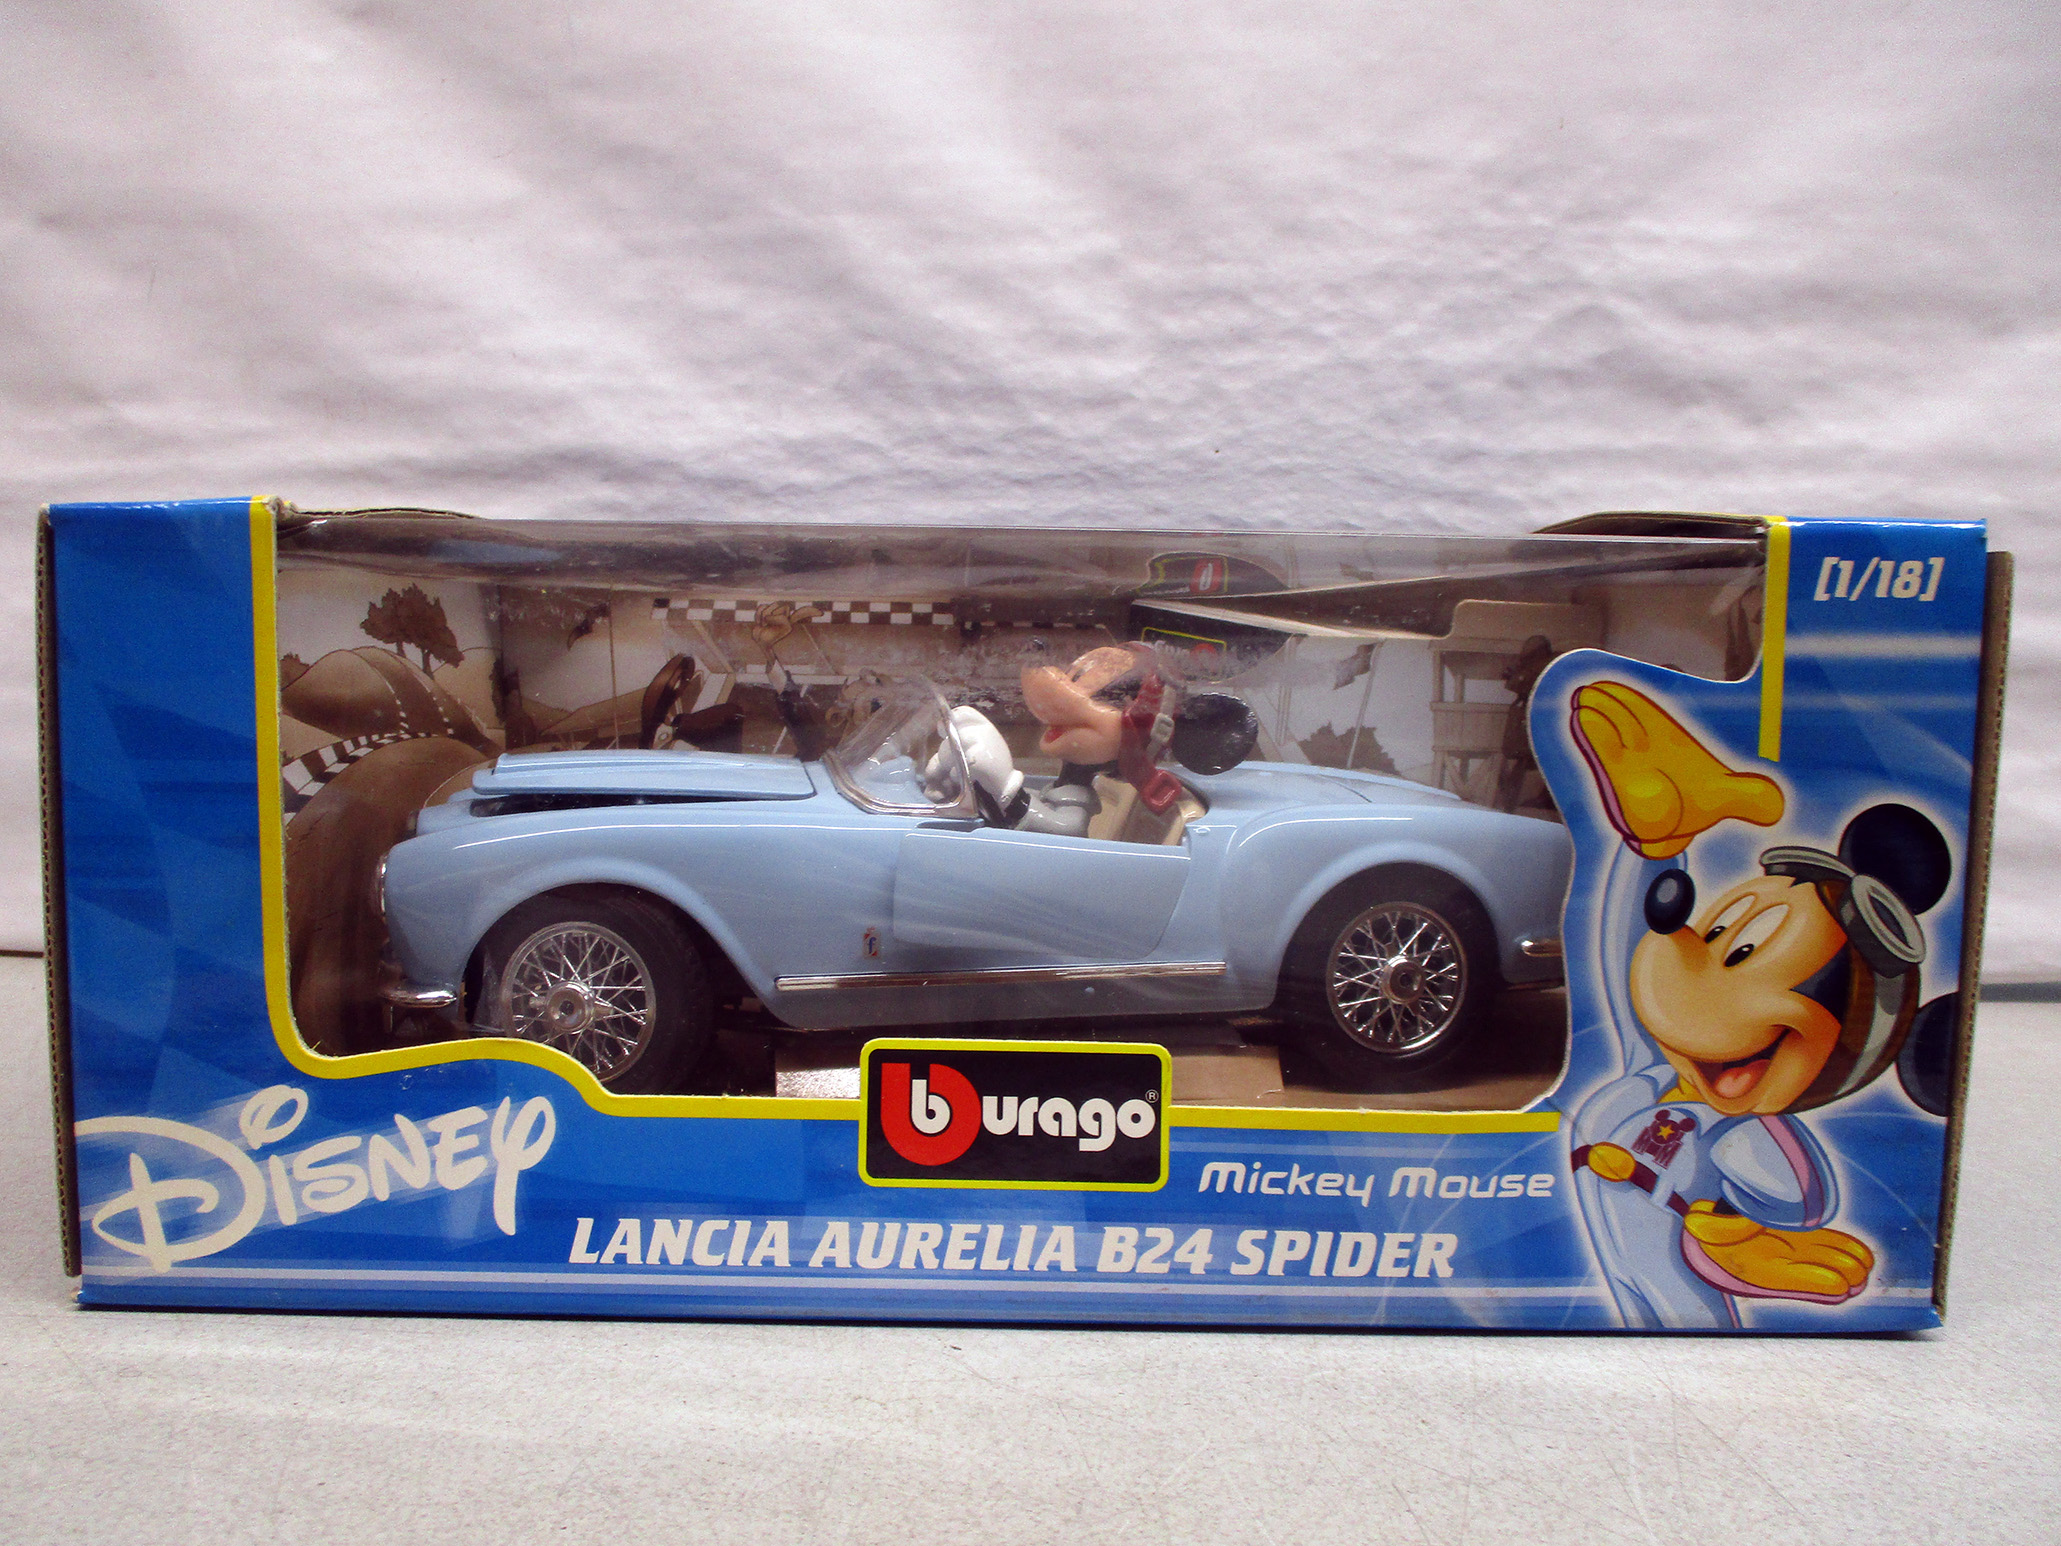 [1/18]
DISNEY
burago®
Mickey Mouse
LANCIA AURELIA B24 SPIDER